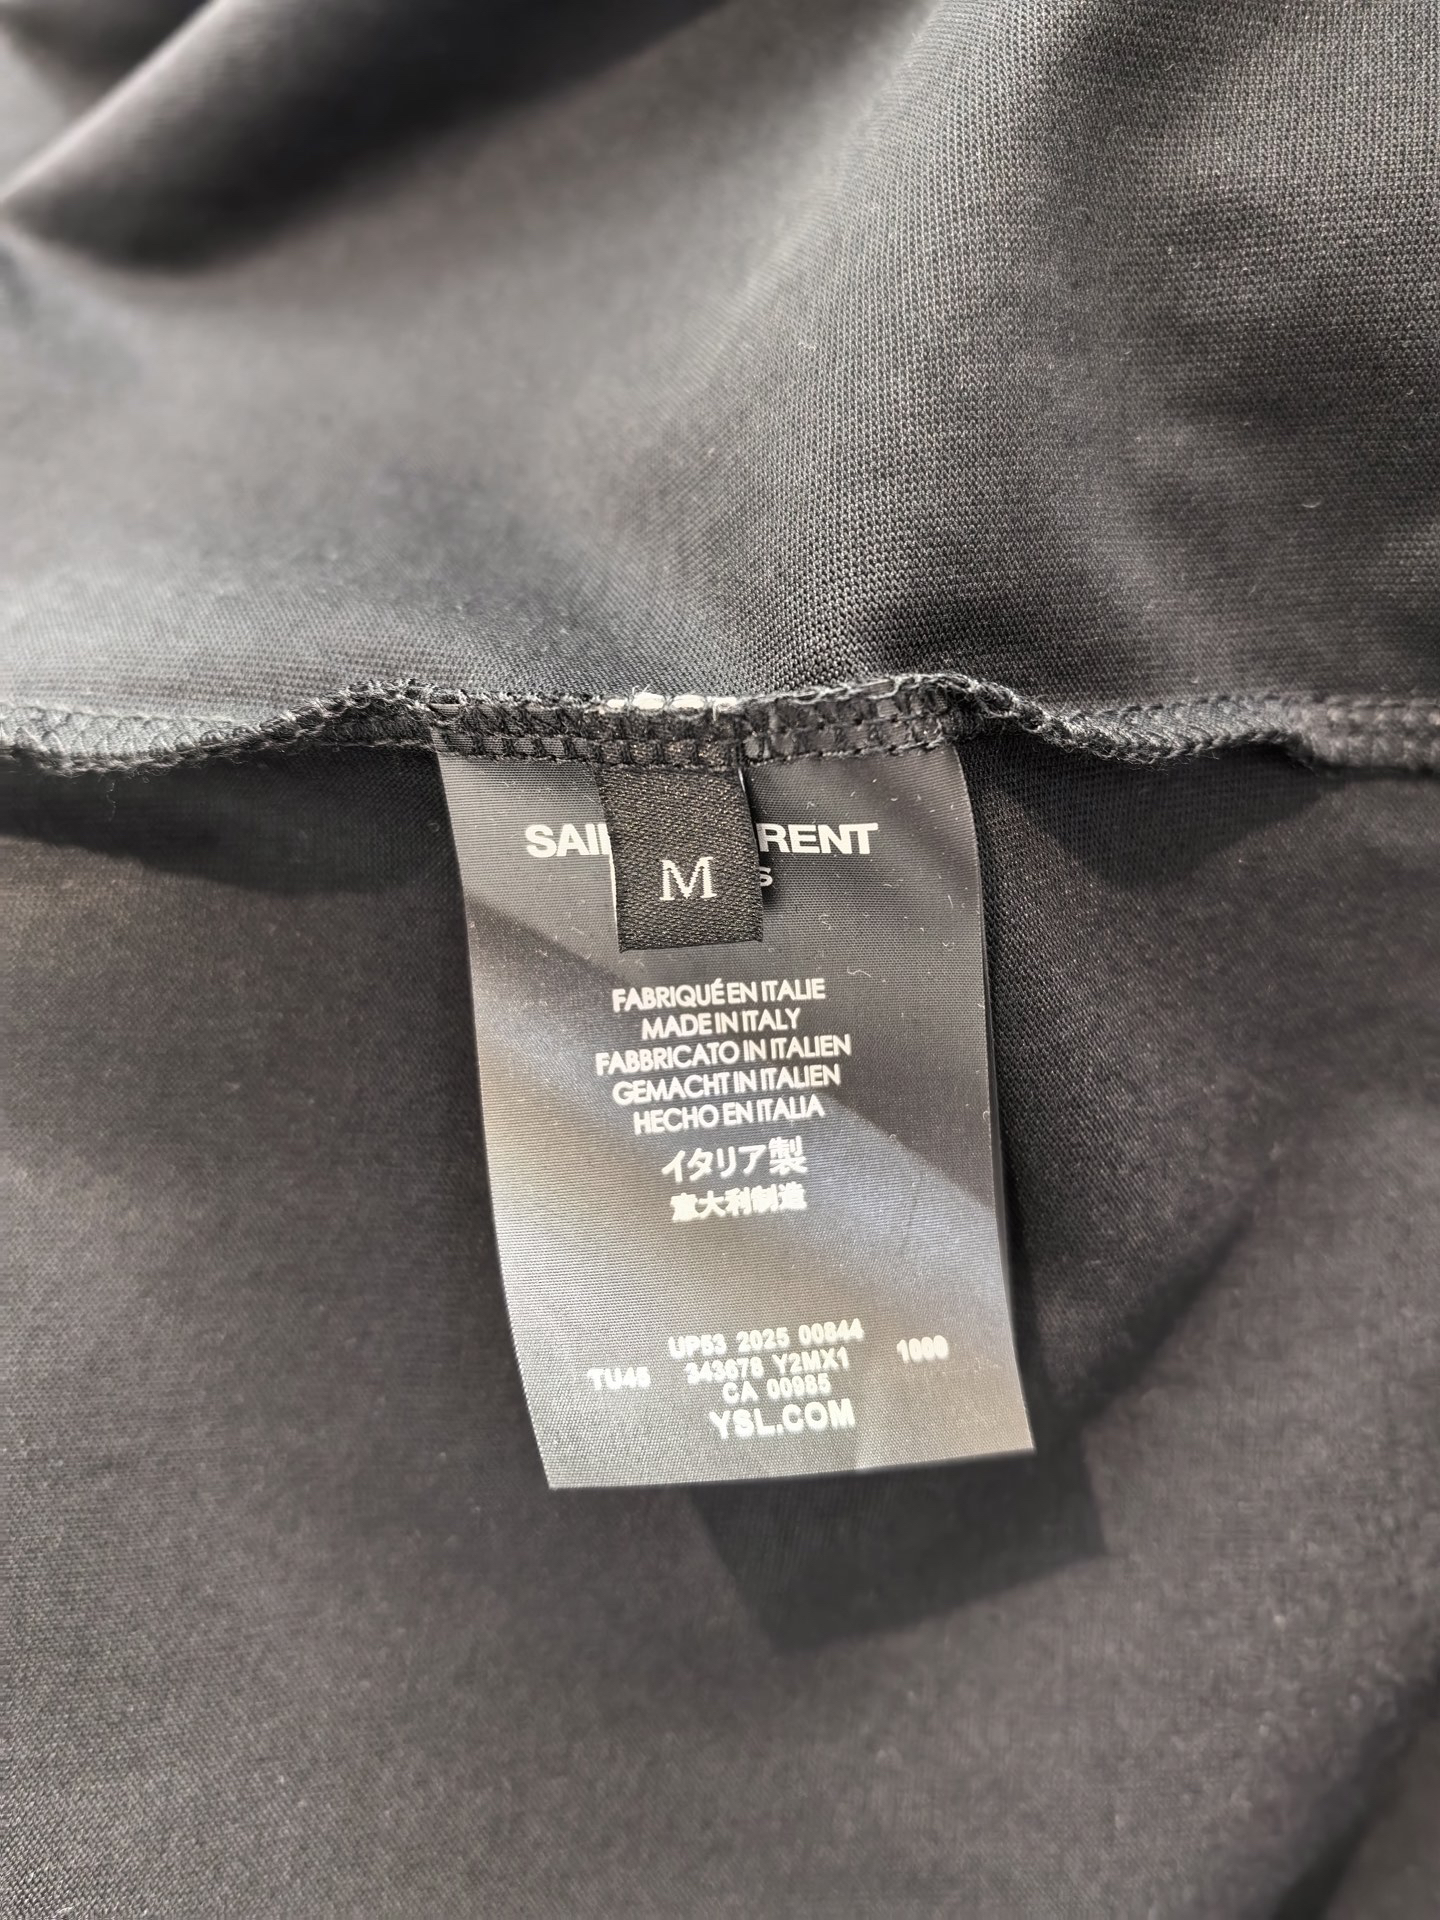 SAI RENT
S
M
FABRIQUÉ EN ITALIE
MADE IN ITALY
FABBRICATO IN ITALIEN
GEMACHT IN ITALIEN
HECHO EN ITALIA
イタリア製
意大利制造
UP53 2025 00844
TU46 343678 Y2MX1 1000
CA 00985
YSL.COM